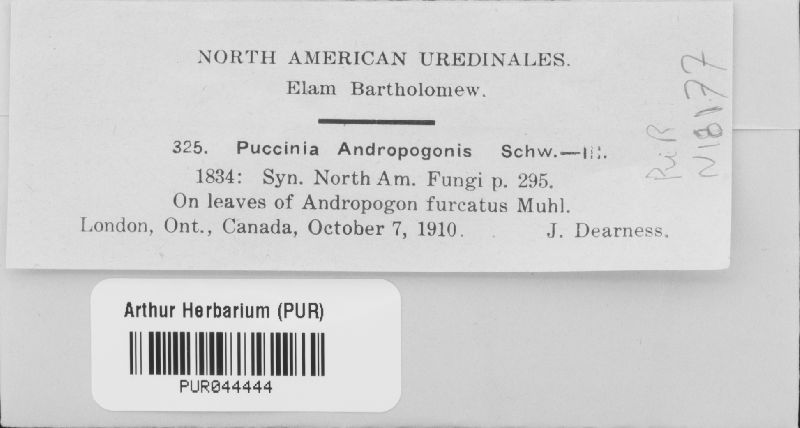 NORTH AMERICAN UREDINALES.
Elam Bartholomew.
325. Puccinia Andropogonis Schw.—III.
1834: Syn. North Am. Fungi p. 295.
On leaves of Andropogon furcatus Muhl.
London, Ont., Canada, October 7, 1910. J. Dearness.
N18177
Arthur Herbarium (PUR)
PUR044444